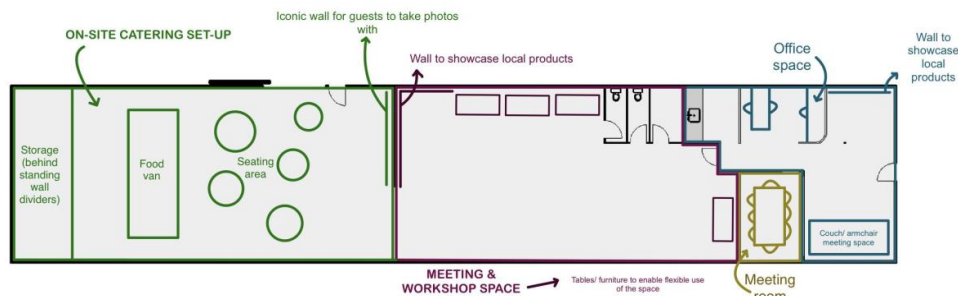 Iconic wall for guests to take photos
with
ON-SITE CATERING SET-UP
Wall to showcase local products
Office
space
Wall to
showcase
local
products
Storage
(behind
standing
wall
dividers)
Food
van
Seating
area
Couch/ armchair
meeting space
MEETING &
WORKSHOP SPACE
Tables/ furniture to enable flexible use
of the space
Meeting
room